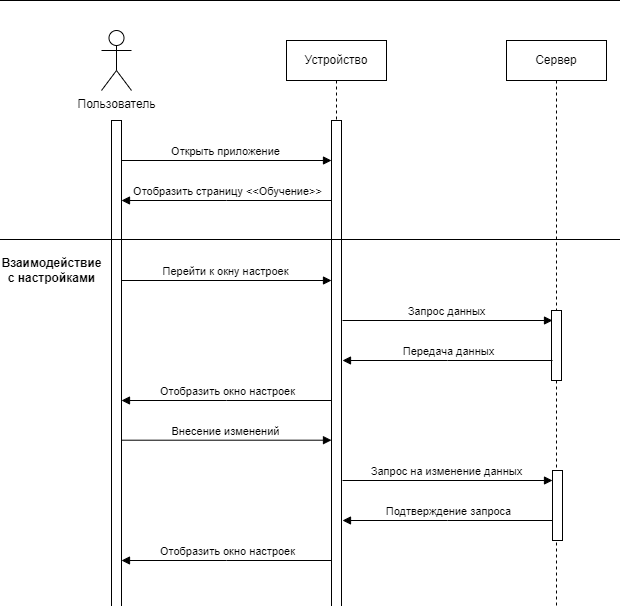 Пользователь
Устройство
Сервер
Открыть приложение
Отобразить страницу <<Обучение>>
Взаимодействие
с настройками
Перейти к окну настроек
Запрос данных
Передача данных
Отобразить окно настроек
Внесение изменений
Запрос на изменение данных
Подтверждение запроса
Отобразить окно настроек